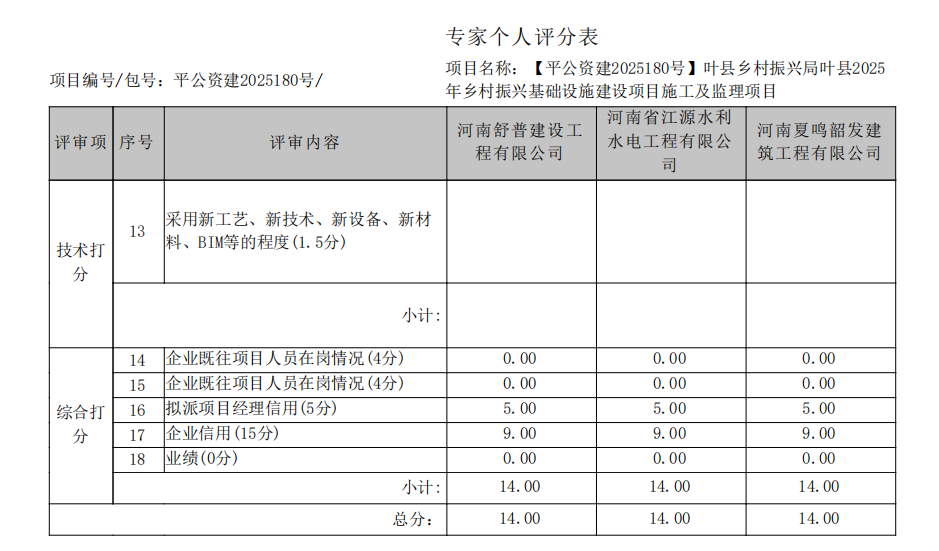 专家个人评分表
项目编号/包号：平公资建2025180号/
项目名称：【平公资建2025180号】叶县乡村振兴局叶县2025
年乡村振兴基础设施建设项目施工及监理项目
评审项 序号 评审内容 河南舒普建设工
程有限公司 河南省江源水利
水电工程有限公
司 河南夏鸣韶发建
筑工程有限公司
技术打
分
13 采用新工艺、新技术、新设备、新材
料、BIM等的程度(1.5分)
小计:
综合打
分
14 企业既往项目人员在岗情况(4分) 0.00 0.00 0.00
15 企业既往项目人员在岗情况(4分) 0.00 0.00 0.00
16 拟派项目经理信用(5分) 5.00 5.00 5.00
17 企业信用(15分) 9.00 9.00 9.00
18 业绩(0分) 0.00 0.00 0.00
小计: 14.00 14.00 14.00
总分: 14.00 14.00 14.00